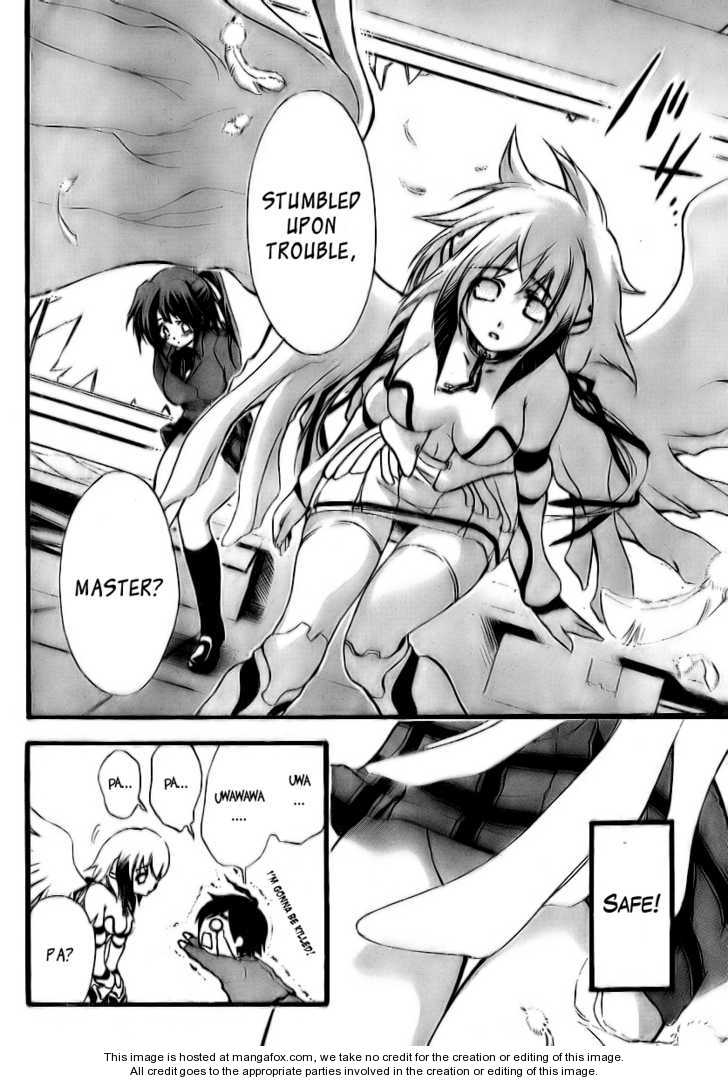 STUMBLED
UPON
TROUBLE,
MASTER?
SAFE!
UWA
...
UWAWAWA
....
I'M GONNA BE KILLED!
PA...
PA...
PA?
This image is hosted at mangafox.com, we take no credit for the creation or editing of this image.
All credit goes to the appropriate parties involved in the creation or editing of this image.